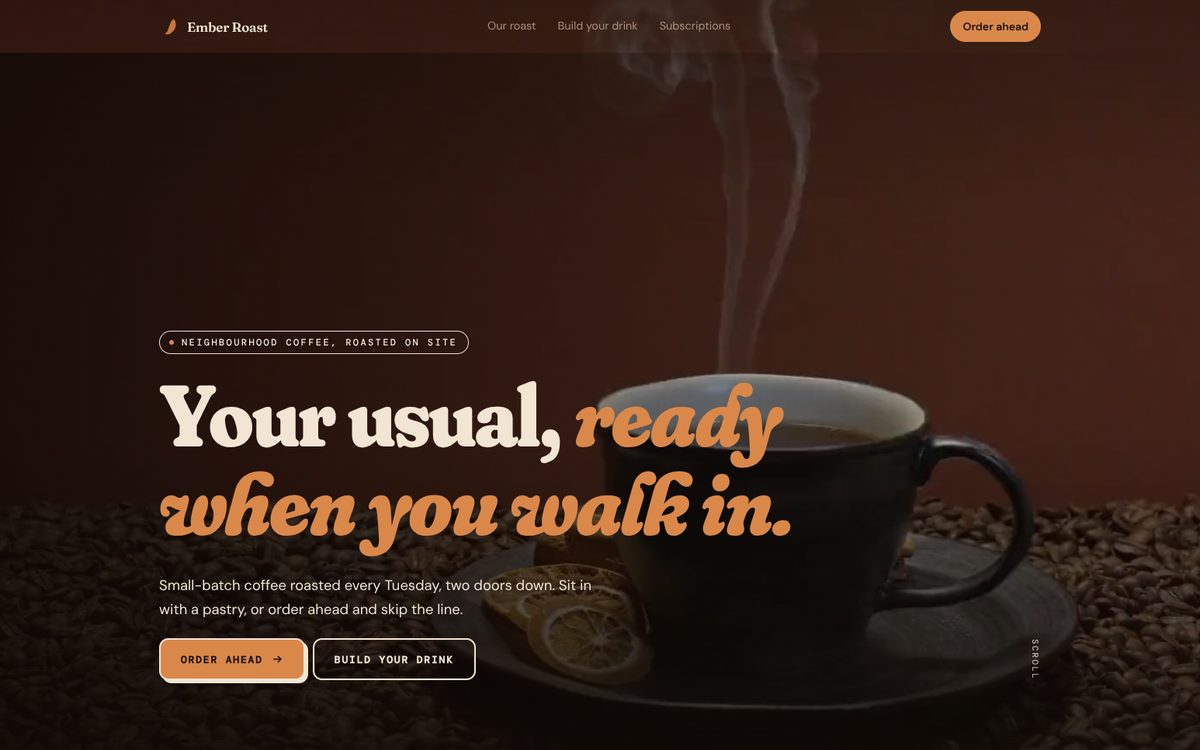 Ember Roast
Our roast
Build your drink
Subscriptions
Order ahead
NEIGHBOURHOOD COFFEE, ROASTED ON SITE
Your usual, ready
when you walk in.
Small-batch coffee roasted every Tuesday, two doors down. Sit in
with a pastry, or order ahead and skip the line.
ORDER AHEAD →
BUILD YOUR DRINK
SCROLL